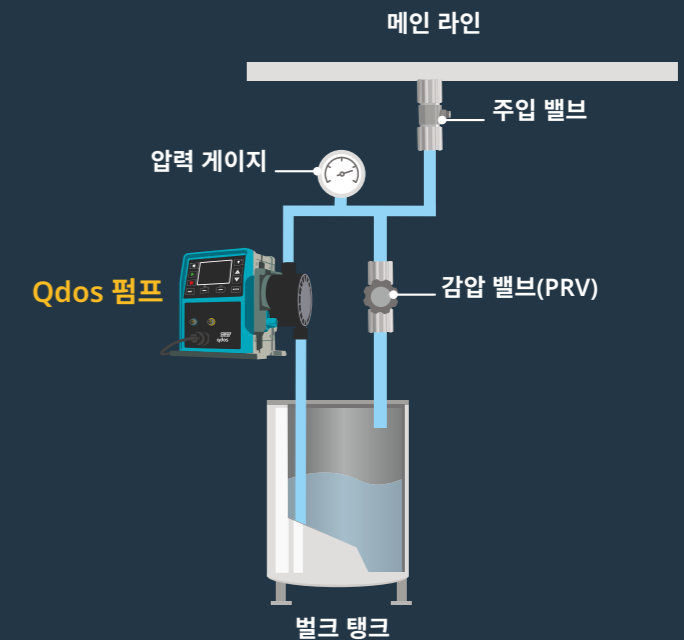 메인 라인
주입 밸브
압력 게이지
Qdos 펌프
감압 밸브(PRV)
qdos
벌크 탱크